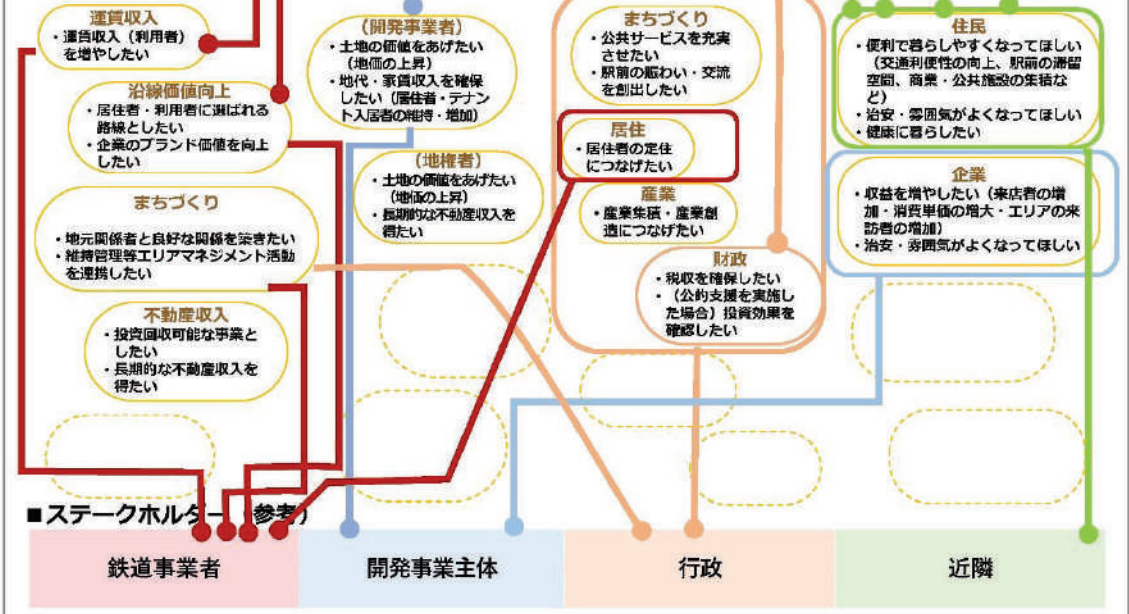 運賃収入
・運賃収入（利用者）
を増やしたい
沿線価値向上
・居住者・利用者に選ばれる
路線としたい
・企業のブランド価値を向上
したい
まちづくり
・地元関係者と良好な関係を築きたい
・維持管理等エリアマネジメント活動
を連携したい
不動産収入
・投資回収可能な事業と
したい
・長期的な不動産収入を
得たい
（開発事業者）
・土地の価値をあげたい
（地価の上昇）
・地代・家賃収入を確保
したい（居住者・テナン
ト入居者の維持・増加）
（地権者）
・土地の価値をあげたい
（地価の上昇）
・長期的な不動産収入を
得たい
まちづくり
・公共サービスを充実
させたい
・駅前の賑わい・交流
を創出したい
居住
・居住者の定住
につなげたい
産業
・産業集積・産業創
造につなげたい
財政
・税収を確保したい
・（公的支援を実施し
た場合）投資効果を
確認したい
住民
・便利で暮らしやすくなってほしい
（交通利便性の向上、駅前の滞留
空間、商業・公共施設の集積な
ど）
・治安・雰囲気がよくなってほしい
・健康に暮らしたい
企業
・収益を増やしたい（来店者の増
加・消費単価の増大・エリアの来
訪者の増加）
・治安・雰囲気がよくなってほしい
■ステークホルダー（参考）
鉄道事業者
開発事業主体
行政
近隣